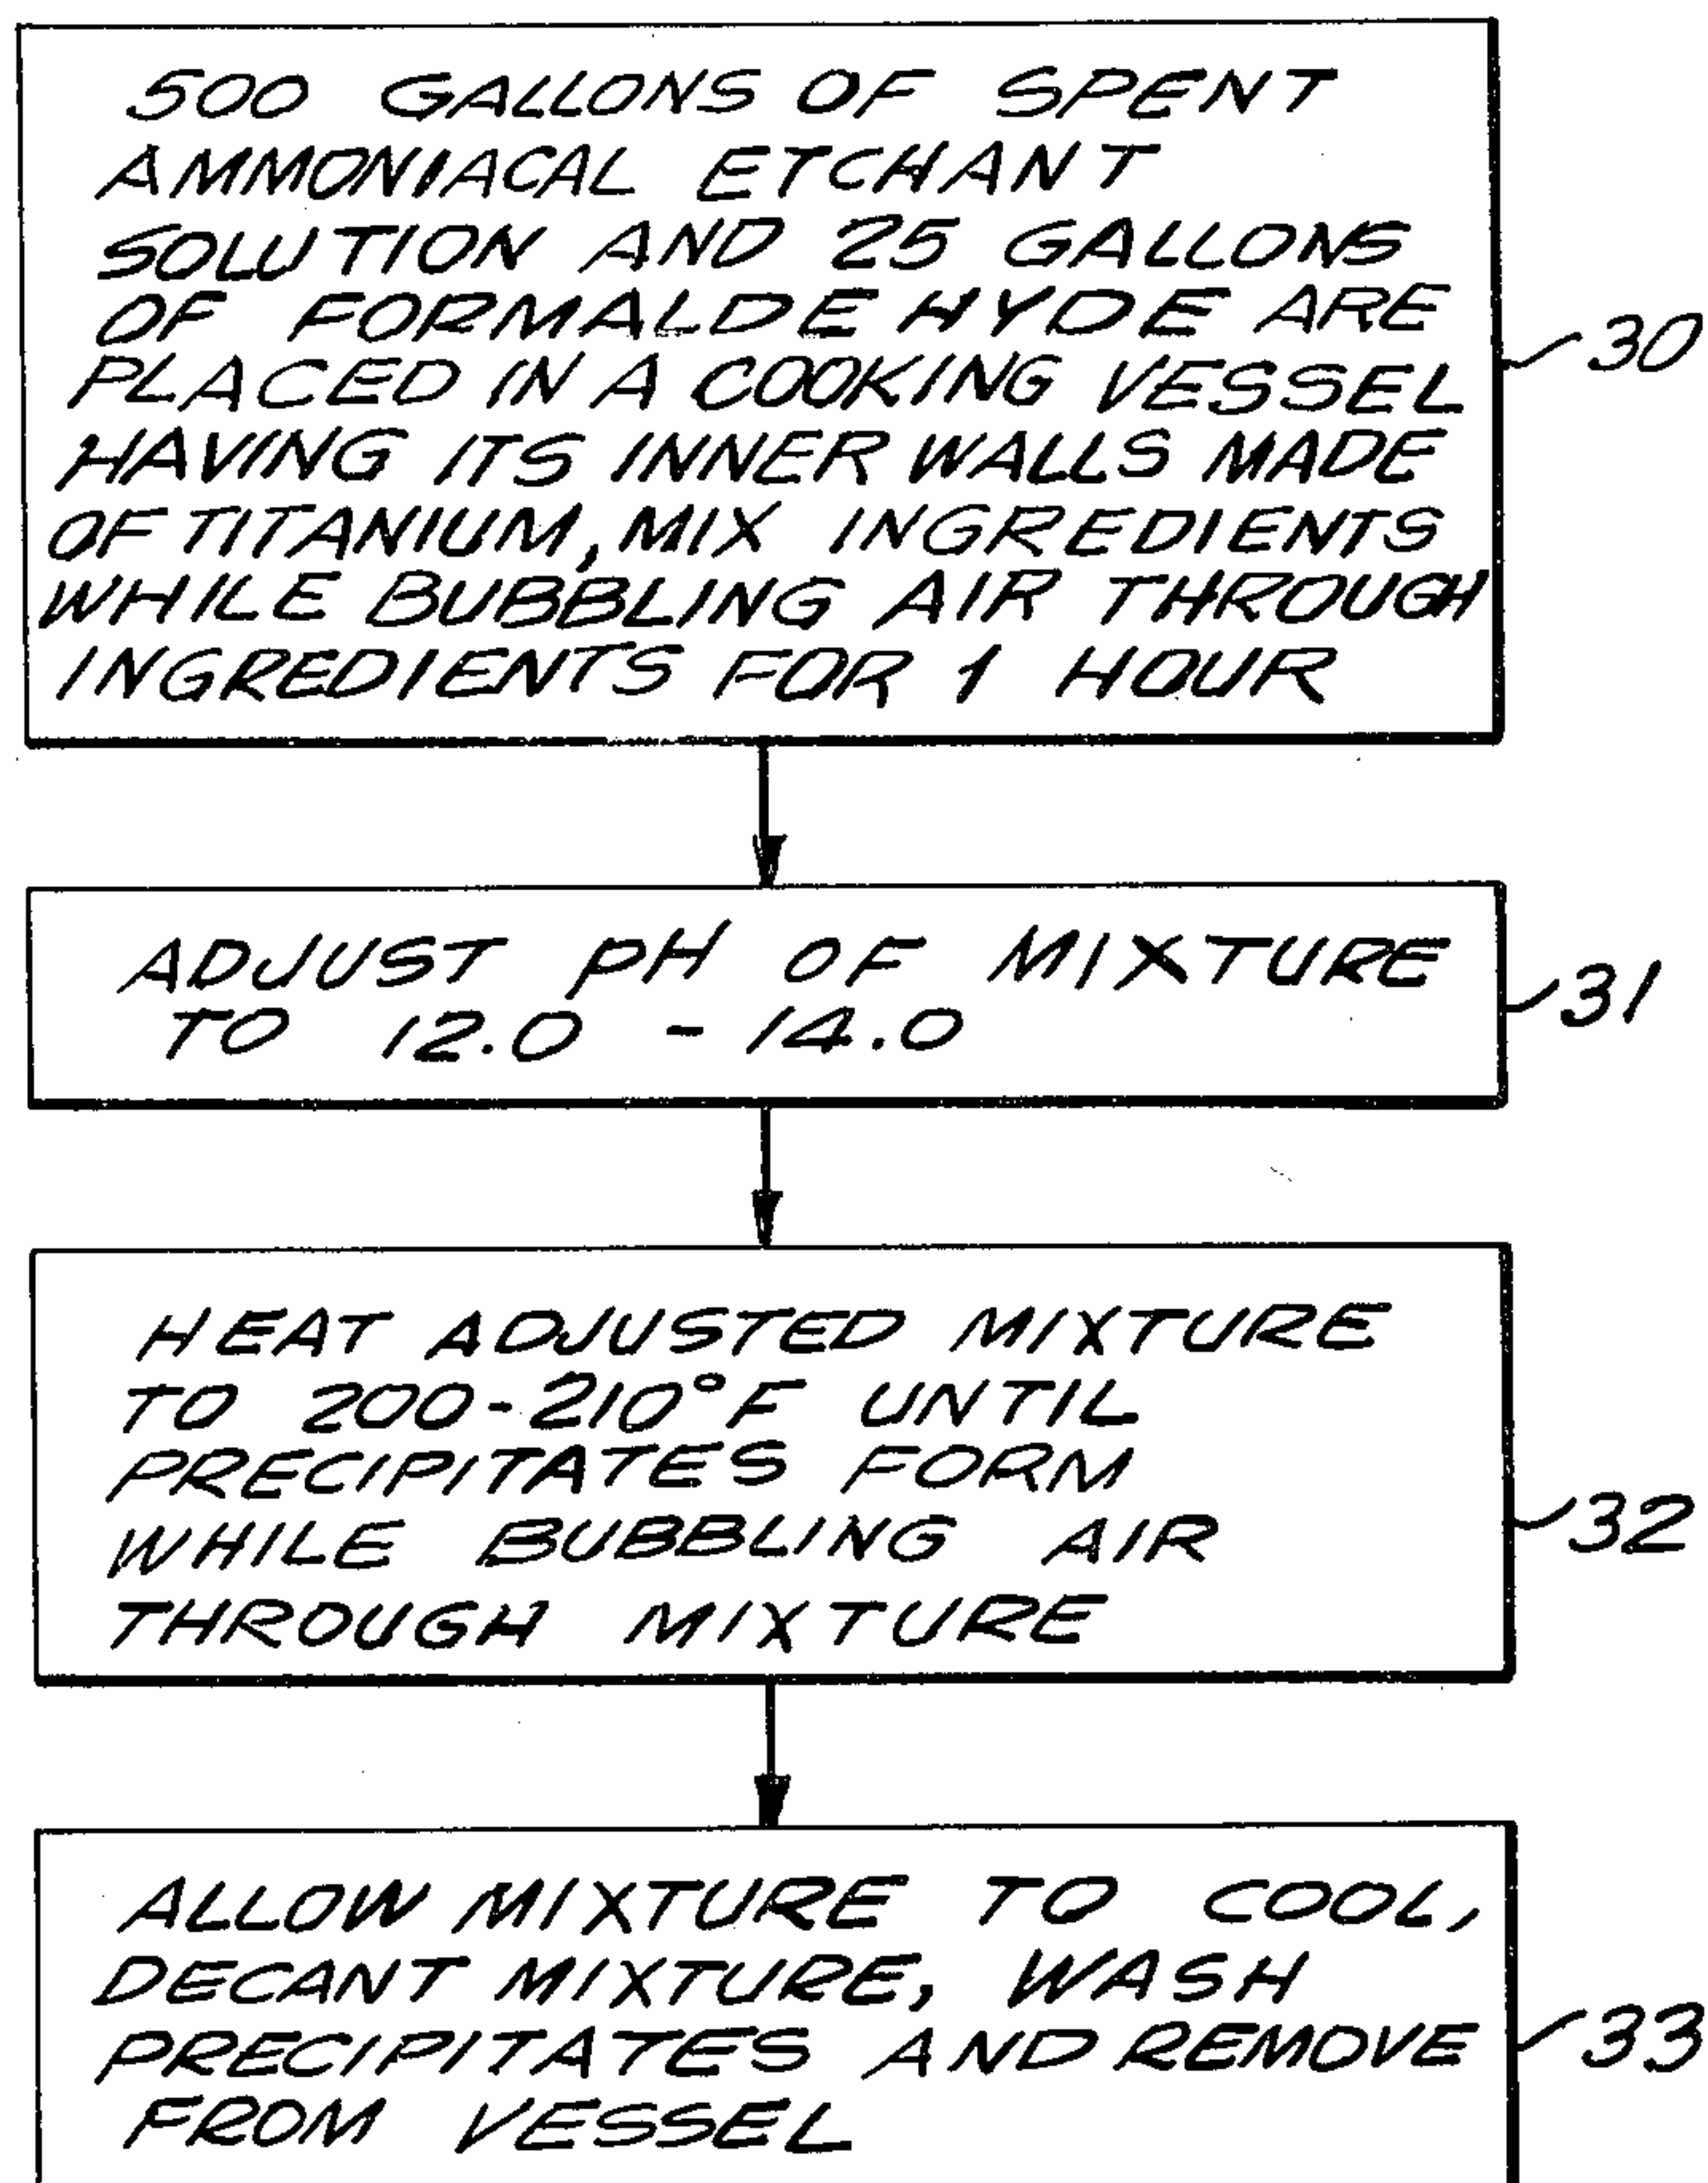 500 GALLONS OF SPENT
AMMONIACAL ETCHANT
SOLUTION AND 25 GALLONS
OF FORMALDEHYDE ARE
PLACED IN A COOKING VESSEL
HAVING ITS INNER WALLS MADE
OF TITANIUM, MIX INGREDIENTS
WHILE BUBBLING AIR THROUGH
INGREDIENTS FOR 1 HOUR
30
ADJUST pH OF MIXTURE
TO 12.0 - 14.0
31
HEAT ADJUSTED MIXTURE
TO 200-210°F UNTIL
PRECIPITATES FORM
WHILE BUBBLING AIR
THROUGH MIXTURE
32
ALLOW MIXTURE TO COOL,
DECANT MIXTURE, WASH
PRECIPITATES AND REMOVE
FROM VESSEL
33